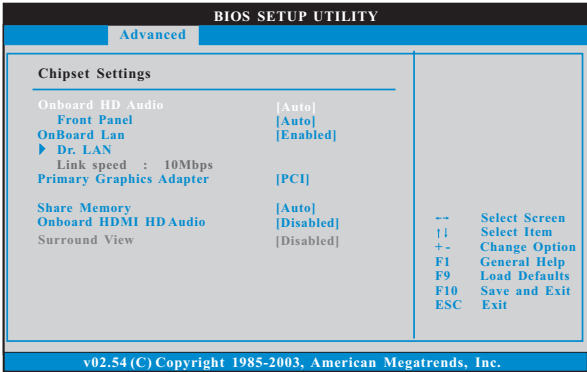 BIOS SETUP UTILITY
Advanced
Chipset Settings
Onboard HD Audio [Auto]
Front Panel [Auto]
OnBoard Lan [Enabled]
Dr. LAN
Link speed : 10Mbps
Primary Graphics Adapter [PCI]
Share Memory [Auto]
Onboard HDMI HD Audio [Disabled]
Surround View [Disabled]
←→ Select Screen
↑↓ Select Item
+ - Change Option
F1 General Help
F9 Load Defaults
F10 Save and Exit
ESC Exit
v02.54 (C) Copyright 1985-2003, American Megatrends, Inc.